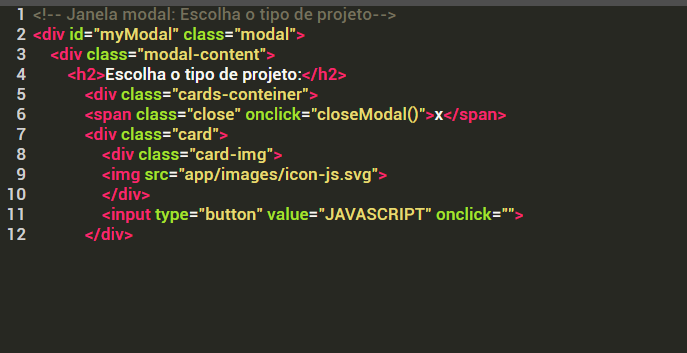 1 <!-- Janela modal: Escolha o tipo de projeto-->
2 <div id="myModal" class="modal">
3 <div class="modal-content">
4 <h2>Escolha o tipo de projeto:</h2>
5 <div class="cards-conteiner">
6 <span class="close" onclick="closeModal()">x</span>
7 <div class="card">
8 <div class="card-img">
9 <img src="app/images/icon-js.svg">
10 </div>
11 <input type="button" value="JAVASCRIPT" onclick="">
12 </div>